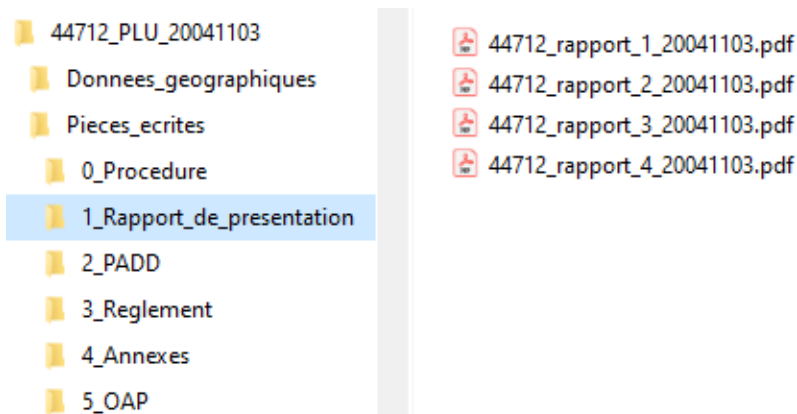 44712_PLU_20041103
Donnees_geographiques
Pieces_ecrites
0_Procedure
1_Rapport_de_presentation
2_PADD
3_Reglement
4_Annexes
5_OAP
44712_rapport_1_20041103.pdf
44712_rapport_2_20041103.pdf
44712_rapport_3_20041103.pdf
44712_rapport_4_20041103.pdf